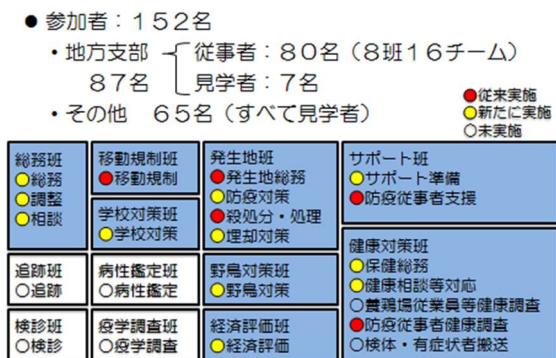 ● 参加者：１５２名
・地方支部 従事者：８０名（８班１６チーム）
８７名 見学者：７名
・その他 ６５名（すべて見学者）
●従来実施
●新たに実施
○未実施
総務班
●総務
●調整
●相談
移動規制班
●移動規制
学校対策班
●学校対策
発生地班
●発生地総務
●防疫対策
●殺処分・処理
●埋却対策
サポート班
●サポート準備
●防疫従事者支援
追跡班
○追跡
病性鑑定班
○病性鑑定
野鳥対策班
●野鳥対策
健康対策班
●保健総務
●健康相談等対応
○養鶏場従業員等健康調査
●防疫従事者健康調査
○検体・有症状者搬送
検診班
○検診
疫学調査班
○疫学調査
経済評価班
●経済評価